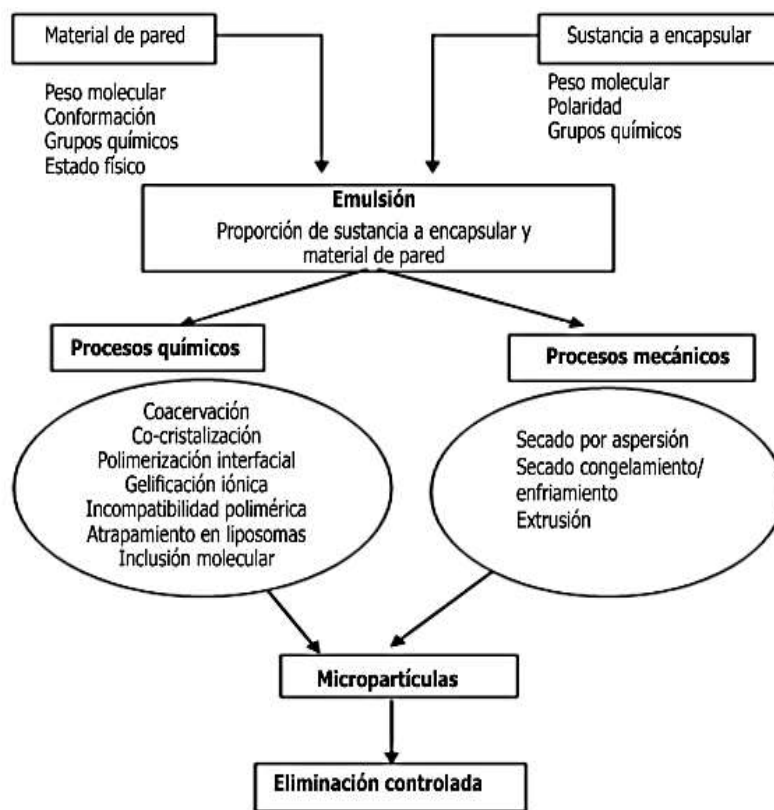 Material de pared
Peso molecular
Conformación
Grupos químicos
Estado físico
Sustancia a encapsular
Peso molecular
Polaridad
Grupos químicos
Emulsión
Proporción de sustancia a encapsular y
material de pared
Procesos químicos
Coacervación
Co-cristalización
Polimerización interfacial
Gelificación iónica
Incompatibilidad polimérica
Atrapamiento en liposomas
Inclusión molecular
Procesos mecánicos
Secado por aspersión
Secado congelamiento/
enfriamiento
Extrusión
Micropartículas
Eliminación controlada